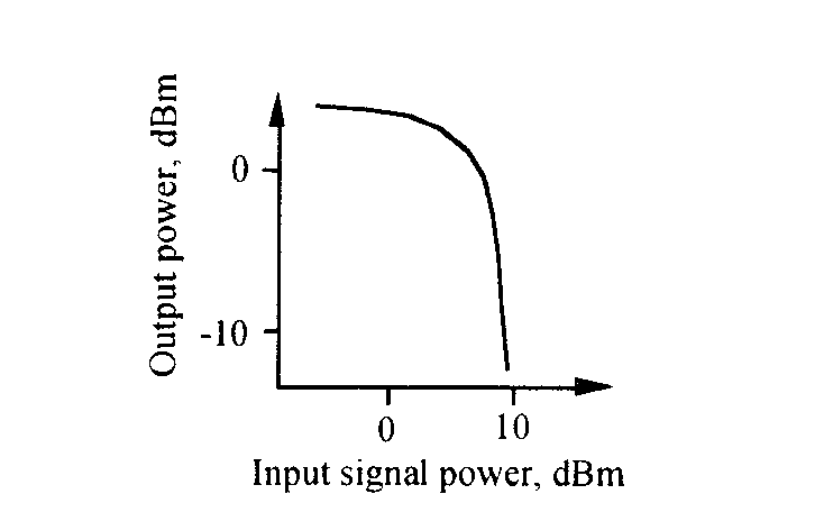 Output power, dBm
0
-10
0
10
Input signal power, dBm